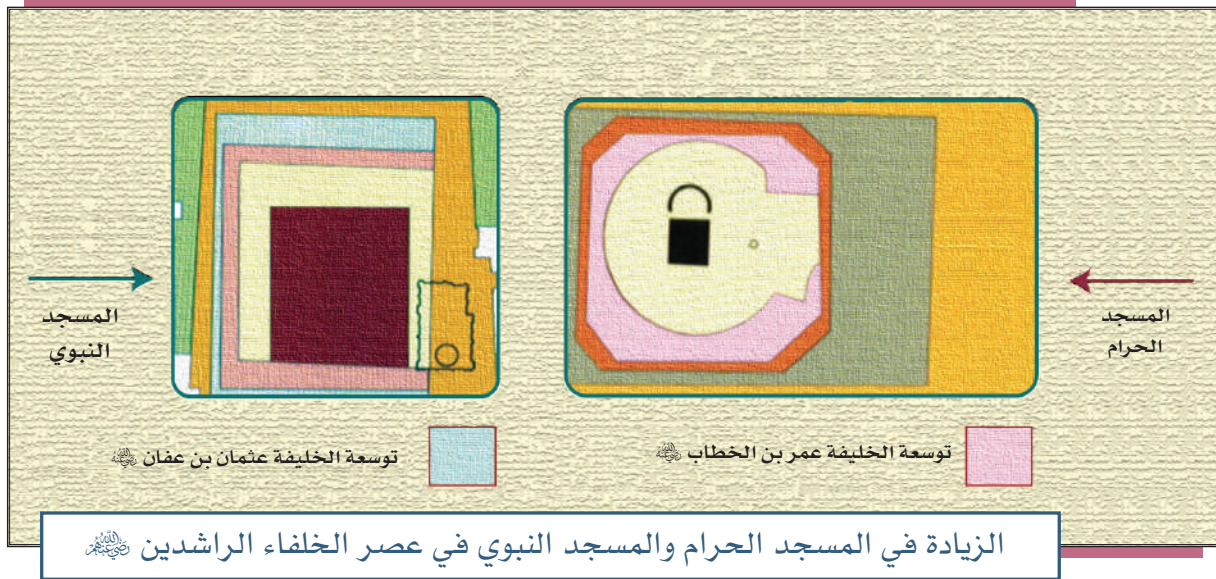 المسجد
الحرام
المسجد
النبوي
توسعة الخليفة عمر بن الخطاب ﵁
توسعة الخليفة عثمان بن عفان ﵁
الزيادة في المسجد الحرام والمسجد النبوي في عصر الخلفاء الراشدين ﵃